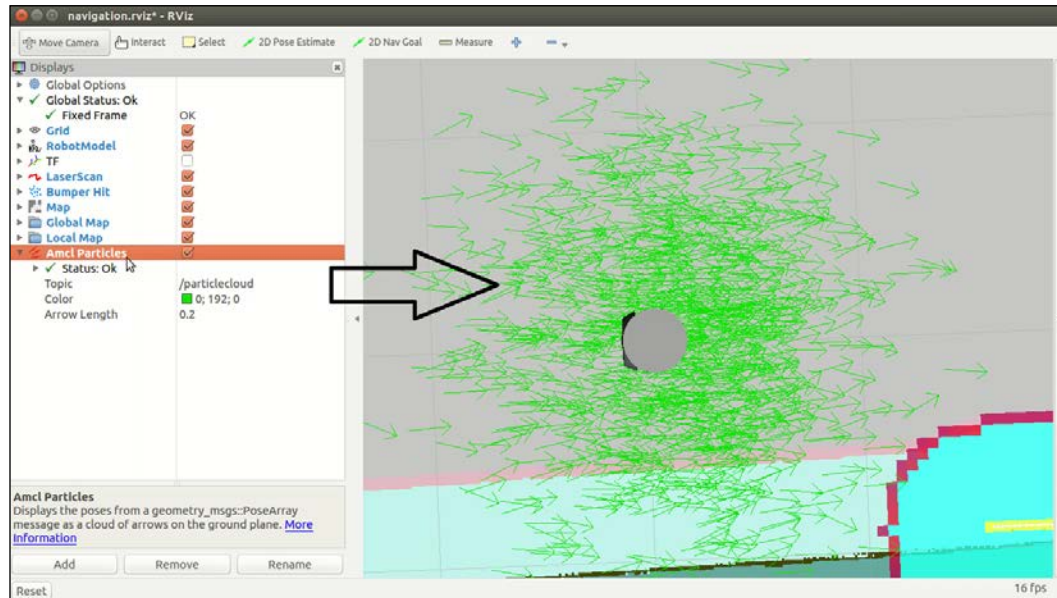 navigation.rviz* - RViz
Move Camera Interact Select 2D Pose Estimate 2D Nav Goal Measure
Displays
Global Options
Global Status: Ok
Fixed Frame OK
Grid
RobotModel
TF
LaserScan
Bumper Hit
Map
Global Map
Local Map
Amcl Particles
Status: Ok
Topic /particlecloud
Color 0; 192; 0
Arrow Length 0.2
Amcl Particles
Displays the poses from a geometry_msgs::PoseArray
message as a cloud of arrows on the ground plane. More
Information
Add Remove Rename
Reset 16 fps